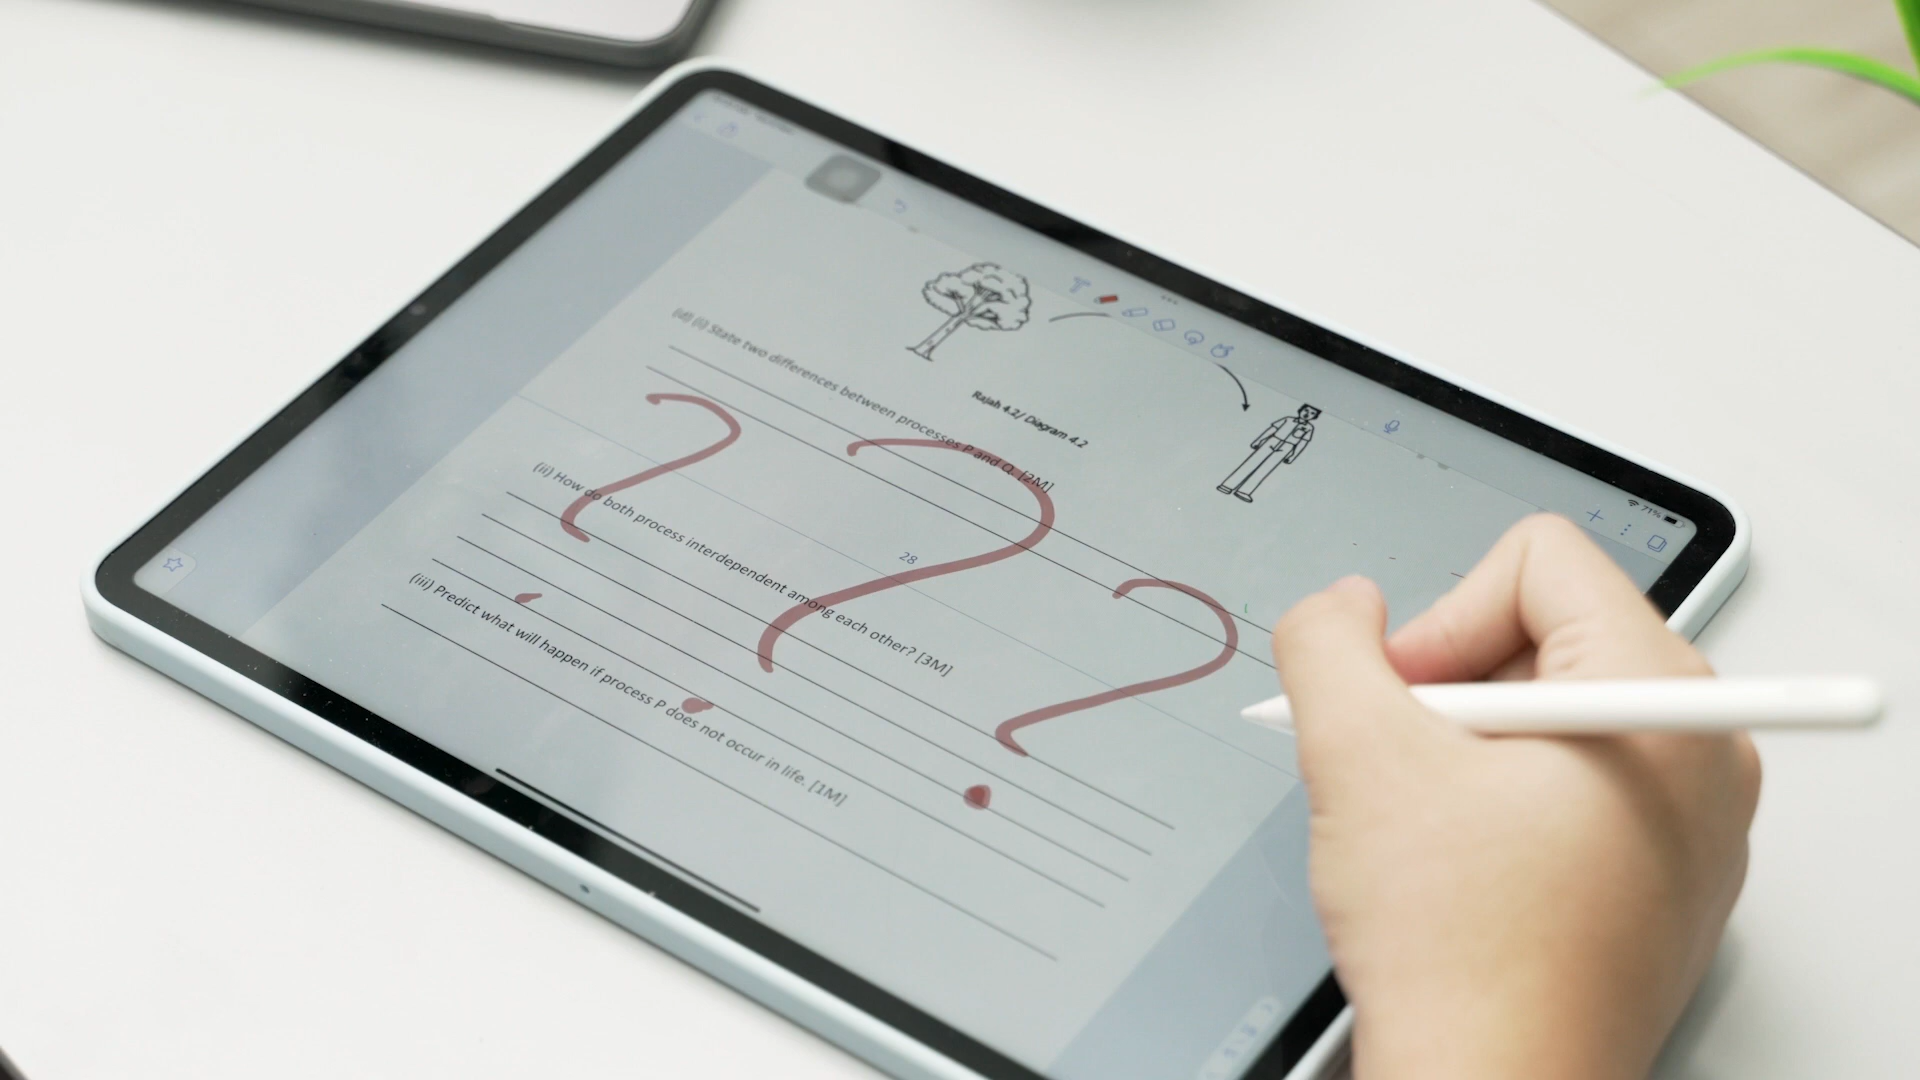 71%
Rajah 4.2/ Diagram 4.2
(d) (i) State two differences between processes P and Q. [2M]
(ii) How do both process interdependent among each other? [3M]
28
(iii) Predict what will happen if process P does not occur in life. [1M]
???